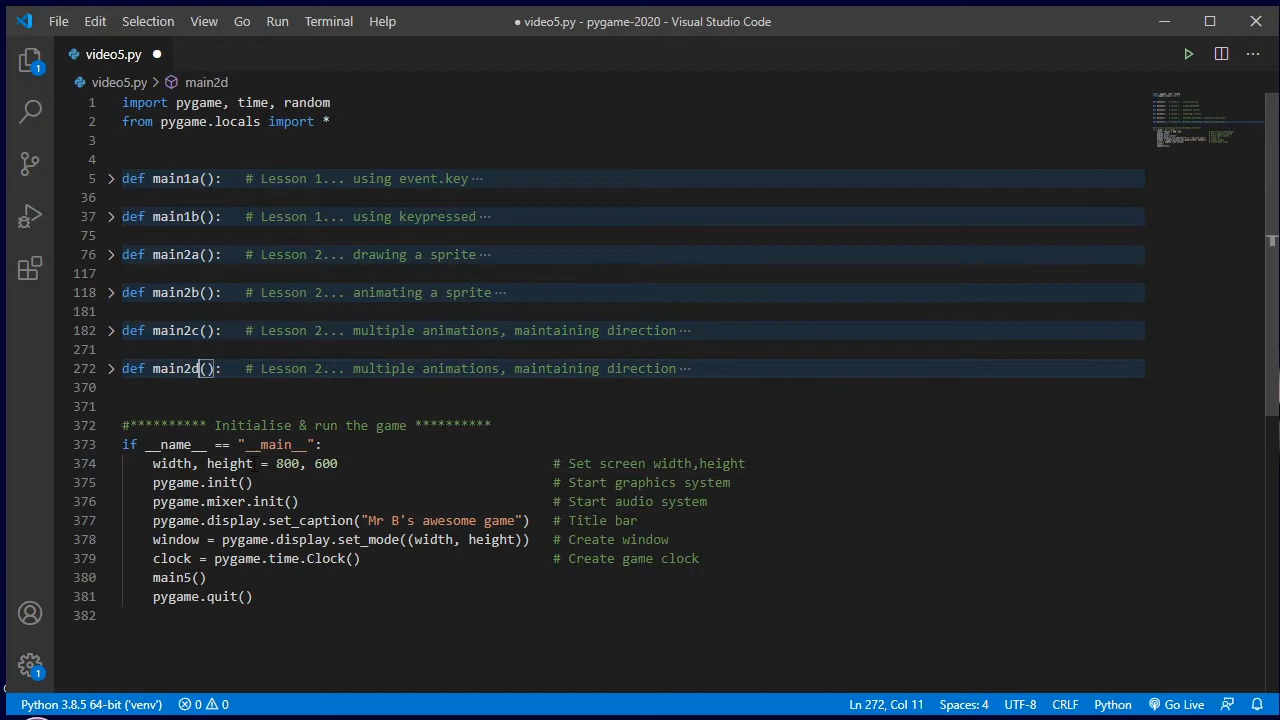 File Edit Selection View Go Run Terminal Help ● video5.py - pygame-2020 - Visual Studio Code
video5.py ●
video5.py > main2d
1 import pygame, time, random
2 from pygame.locals import *
3
4
5 def main1a(): # Lesson 1... using event.key···
36
37 def main1b(): # Lesson 1... using keypressed···
75
76 def main2a(): # Lesson 2... drawing a sprite···
117
118 def main2b(): # Lesson 2... animating a sprite···
181
182 def main2c(): # Lesson 2... multiple animations, maintaining direction···
271
272 def main2d(): # Lesson 2... multiple animations, maintaining direction···
370
371
372 #********** Initialise & run the game **********
373 if __name__ == "__main__":
374 width, height = 800, 600 # Set screen width,height
375 pygame.init() # Start graphics system
376 pygame.mixer.init() # Start audio system
377 pygame.display.set_caption("Mr B's awesome game") # Title bar
378 window = pygame.display.set_mode((width, height)) # Create window
379 clock = pygame.time.Clock() # Create game clock
380 main5()
381 pygame.quit()
382
1
1
Python 3.8.5 64-bit ('venv') 0 0 Ln 272, Col 11 Spaces: 4 UTF-8 CRLF Python Go Live